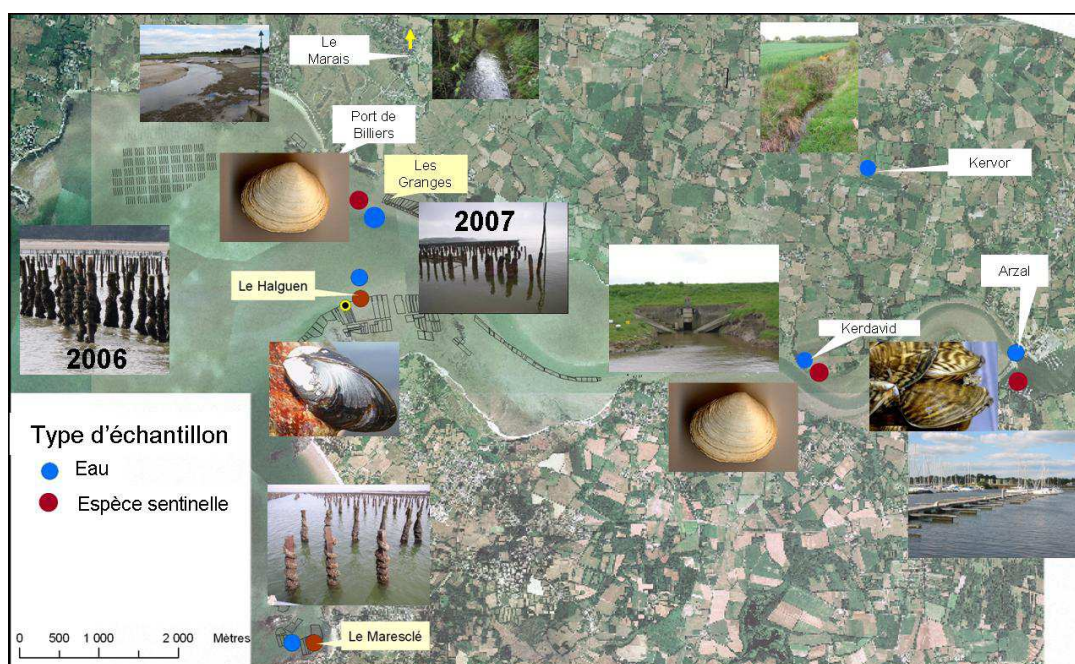 Le
Marais
Port de
Billiers
Les
Granges
Kervor
2007
Arzal
Le Halguen
Kerdavid
2006
Type d'échantillon
Eau
Espèce sentinelle
Le Maresclé
0 500 1 000 2 000 Mètres